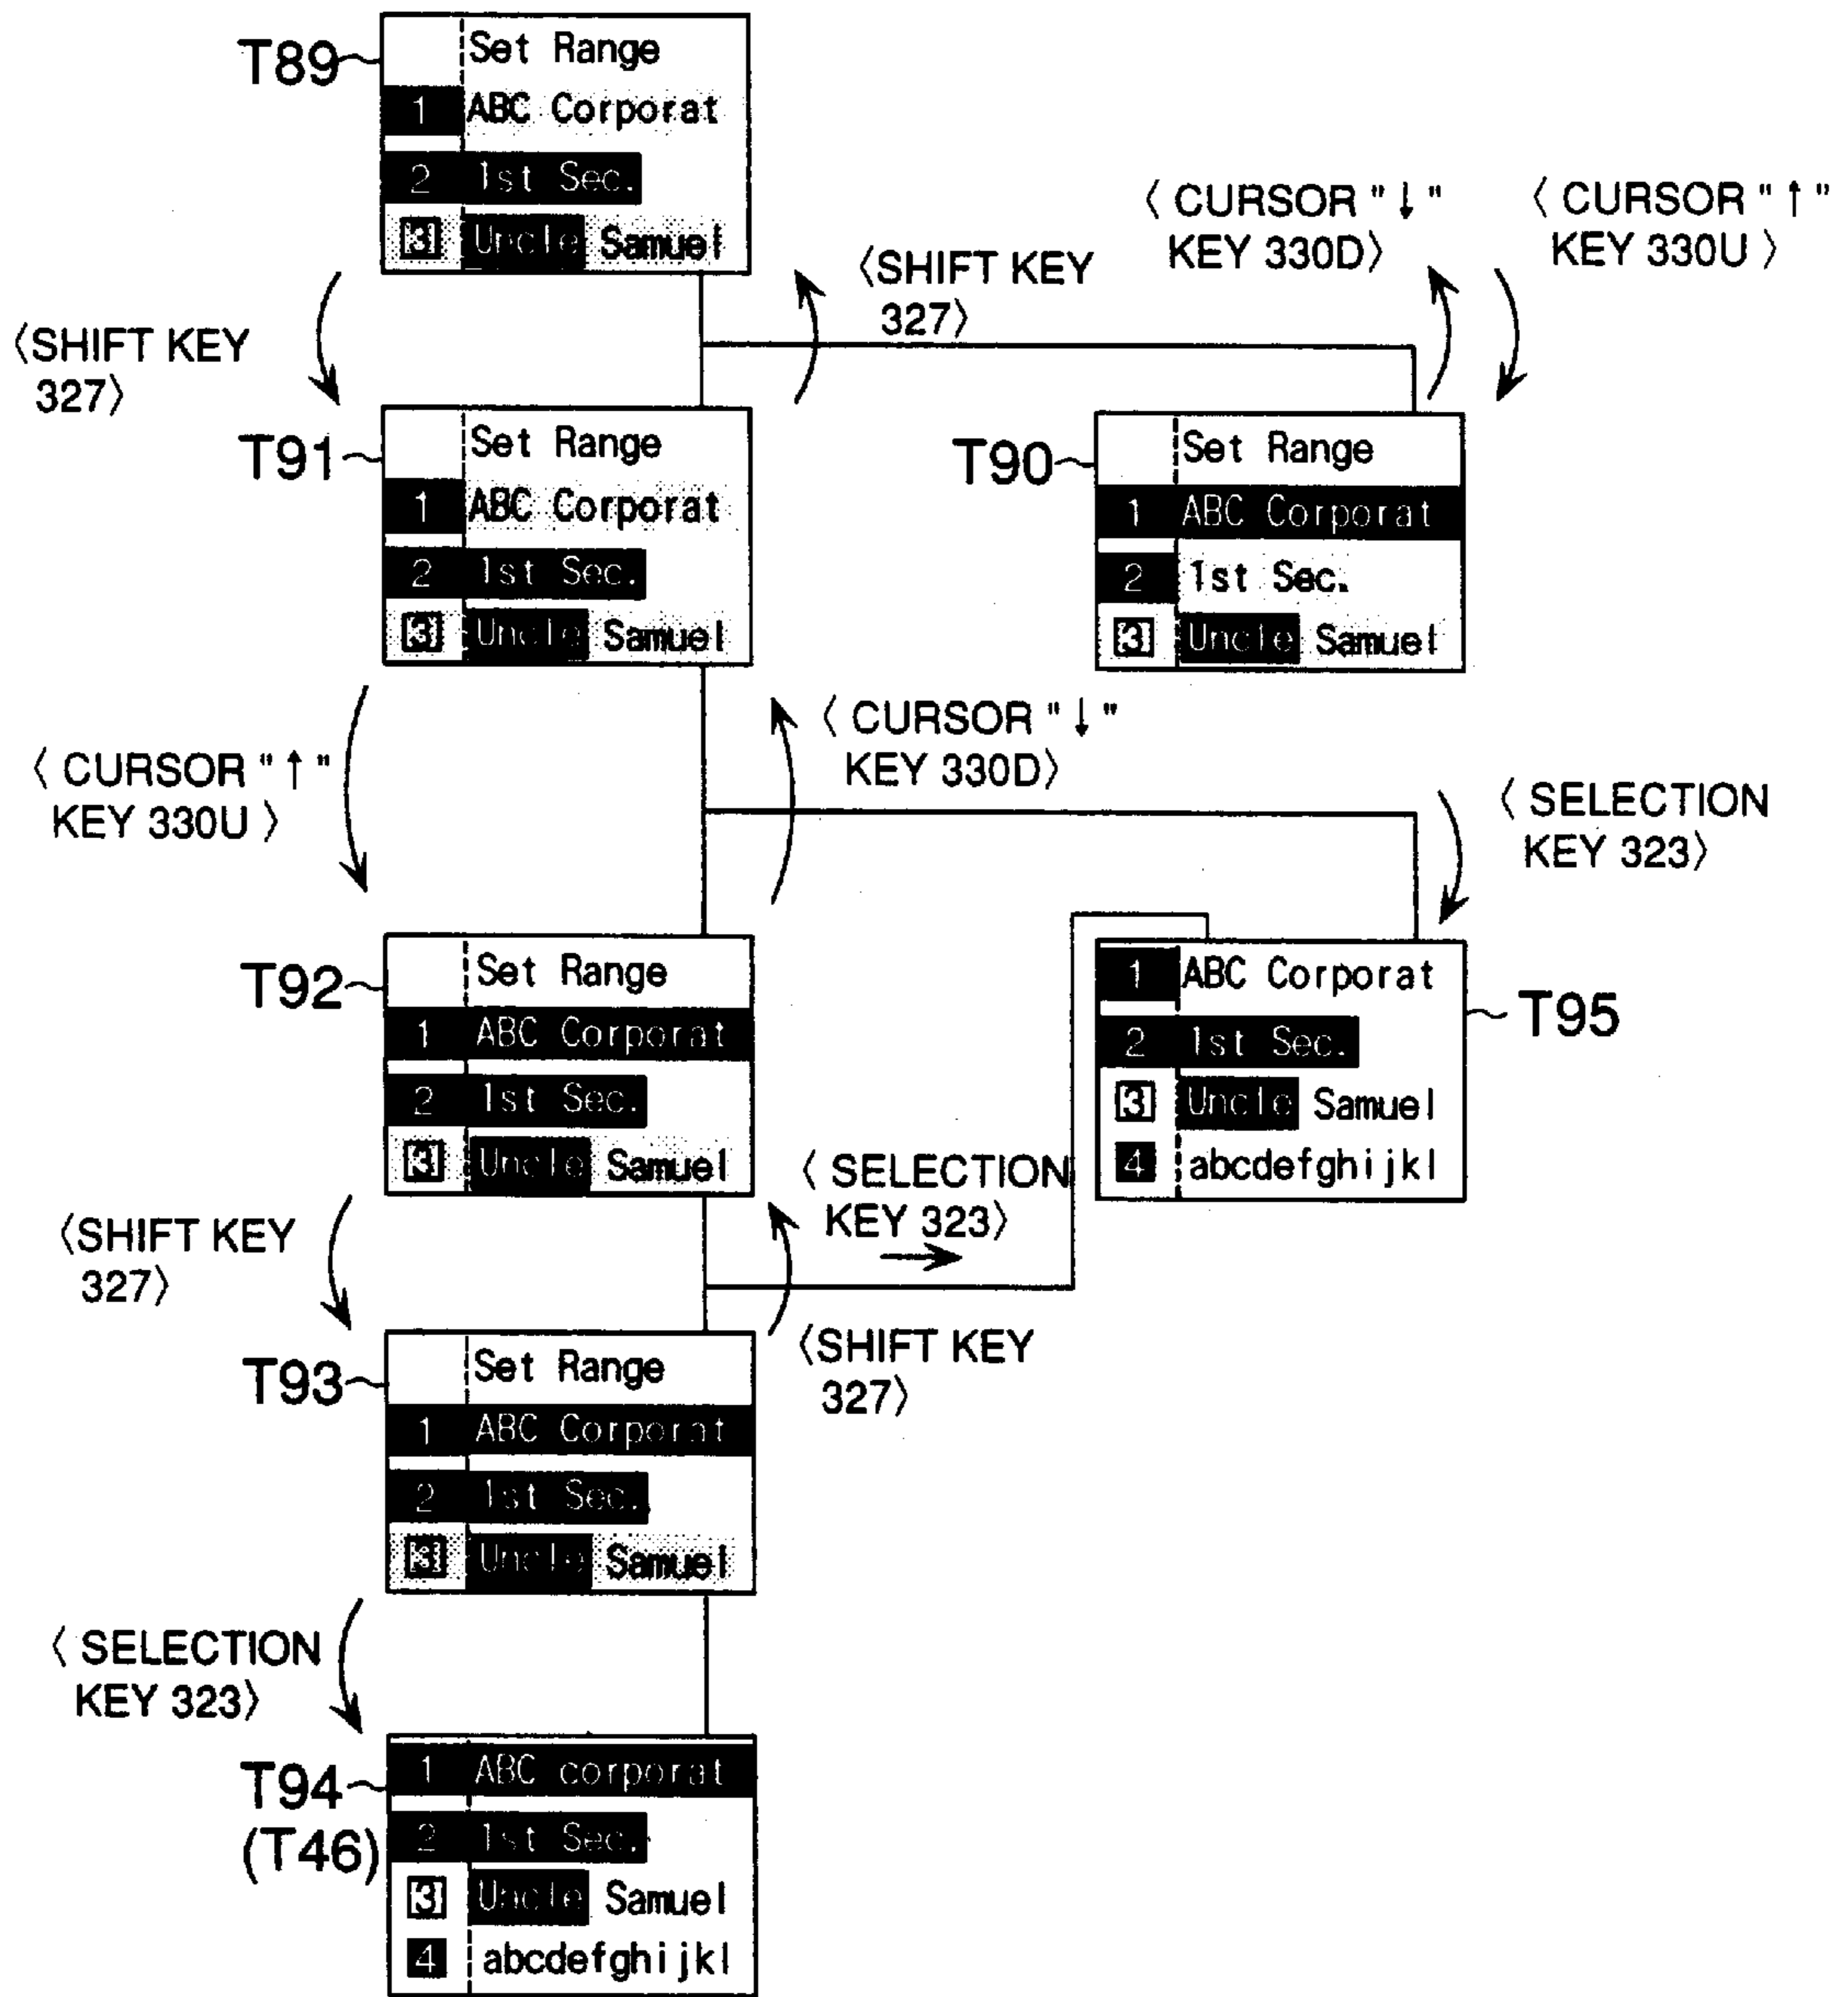 T89
Set Range
1 ABC Corporat
2 1st Sec.
3 Uncle Samuel
〈SHIFT KEY
327〉
〈SHIFT KEY
327〉
〈 CURSOR "↓"
KEY 330D〉
〈 CURSOR "↑"
KEY 330U 〉
T91
Set Range
1 ABC Corporat
2 1st Sec.
3 Uncle Samuel
T90
Set Range
1 ABC Corporat
2 1st Sec.
3 Uncle Samuel
〈 CURSOR "↑"
KEY 330U 〉
〈 CURSOR "↓"
KEY 330D〉
〈 SELECTION
KEY 323〉
T92
Set Range
1 ABC Corporat
2 1st Sec.
3 Uncle Samuel
T95
1 ABC Corporat
2 1st Sec.
3 Uncle Samuel
4 abcdefghijkl
〈SHIFT KEY
327〉
〈 SELECTION
KEY 323〉
〈SHIFT KEY
327〉
T93
Set Range
1 ABC Corporat
2 1st Sec.
3 Uncle Samuel
〈 SELECTION
KEY 323〉
T94
(T46)
1 ABC corporat
2 1st Sec.
3 Uncle Samuel
4 abcdefghijkl